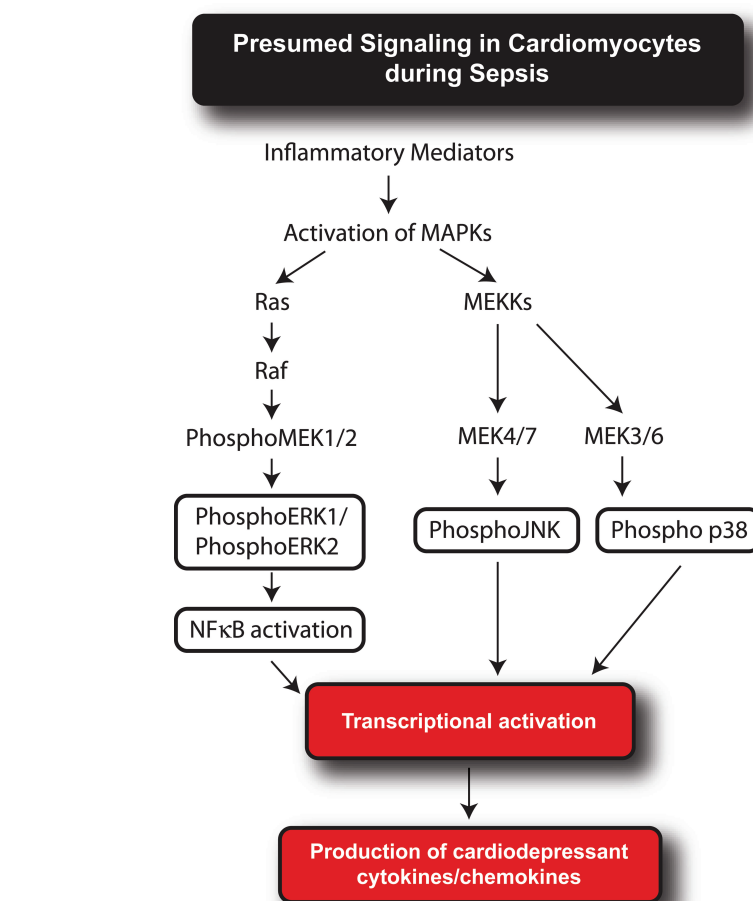 Presumed Signaling in Cardiomyocytes
during Sepsis
Inflammatory Mediators
Activation of MAPKs
Ras
MEKKs
Raf
PhosphoMEK1/2
MEK4/7
MEK3/6
PhosphoERK1/
PhosphoERK2
PhosphoJNK
Phospho p38
NFκB activation
Transcriptional activation
Production of cardiodepressant
cytokines/chemokines